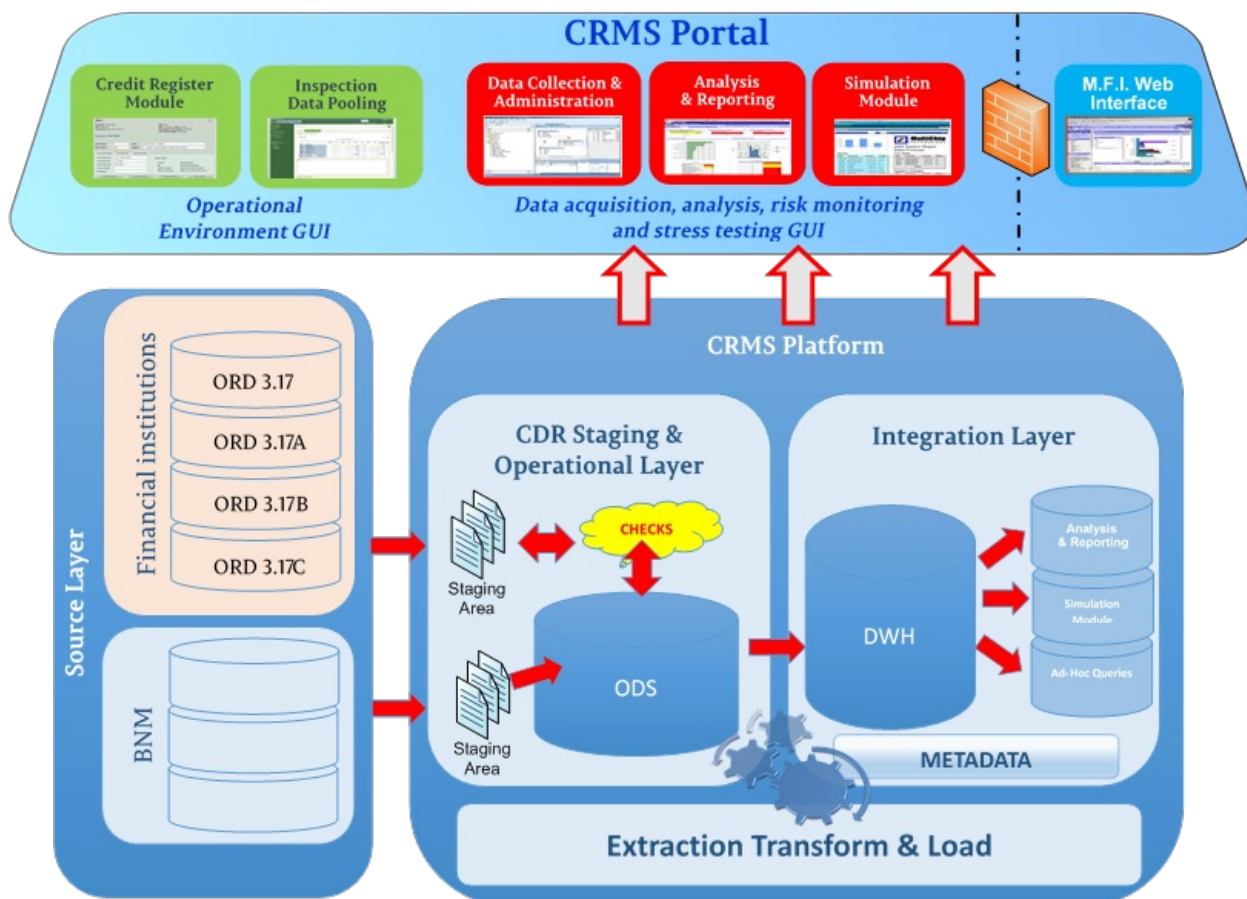 CRMS Portal
Credit Register
Module
Inspection
Data Pooling
Data Collection &
Administration
Analysis
& Reporting
Simulation
Module
M.F.I. Web
Interface
MultiChip
Operational
Environment GUI
Data acquisition, analysis, risk monitoring
and stress testing GUI
Source Layer
Financial institutions
ORD 3.17
ORD 3.17A
ORD 3.17B
ORD 3.17C
BNM
CRMS Platform
CDR Staging &
Operational Layer
Staging
Area
CHECKS
Staging
Area
ODS
Integration Layer
DWH
Analysis
& Reporting
Simulation
Module
Ad-Hoc Queries
METADATA
Extraction Transform & Load